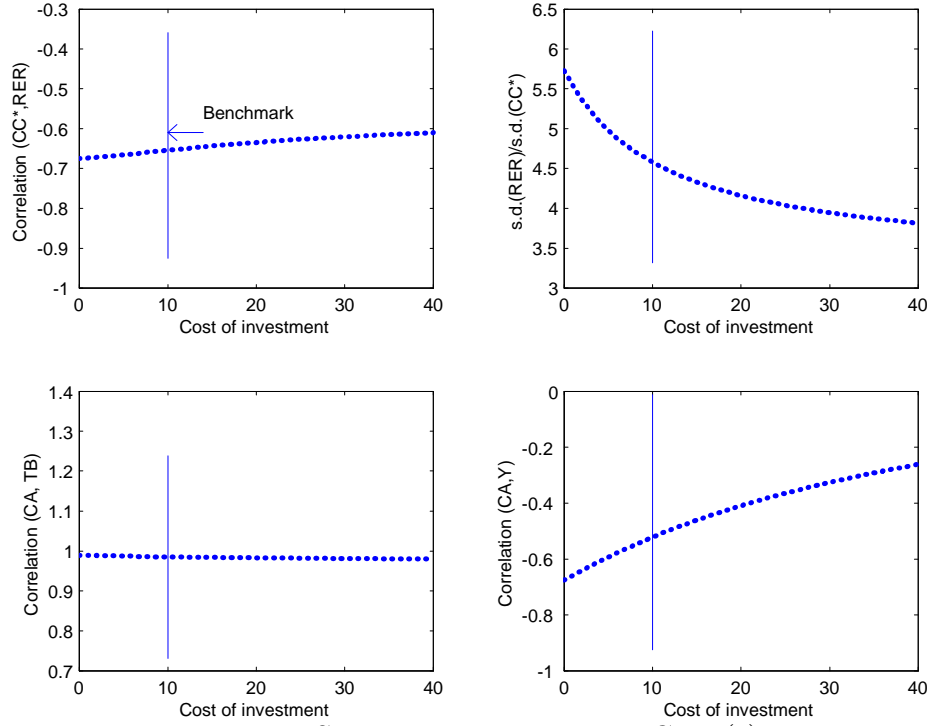 -0.3
-0.4
-0.5
-0.6
-0.7
-0.8
-0.9
-1
Correlation (CC*,RER)
Benchmark
0 10 20 30 40
Cost of investment
6.5
6
5.5
5
4.5
4
3.5
3
s.d.(RER)/s.d.(CC*)
0 10 20 30 40
Cost of investment
1.4
1.3
1.2
1.1
1
0.9
0.8
0.7
Correlation (CA, TB)
0 10 20 30 40
Cost of investment
0
-0.2
-0.4
-0.6
-0.8
-1
Correlation (CA,Y)
0 10 20 30 40
Cost of investment